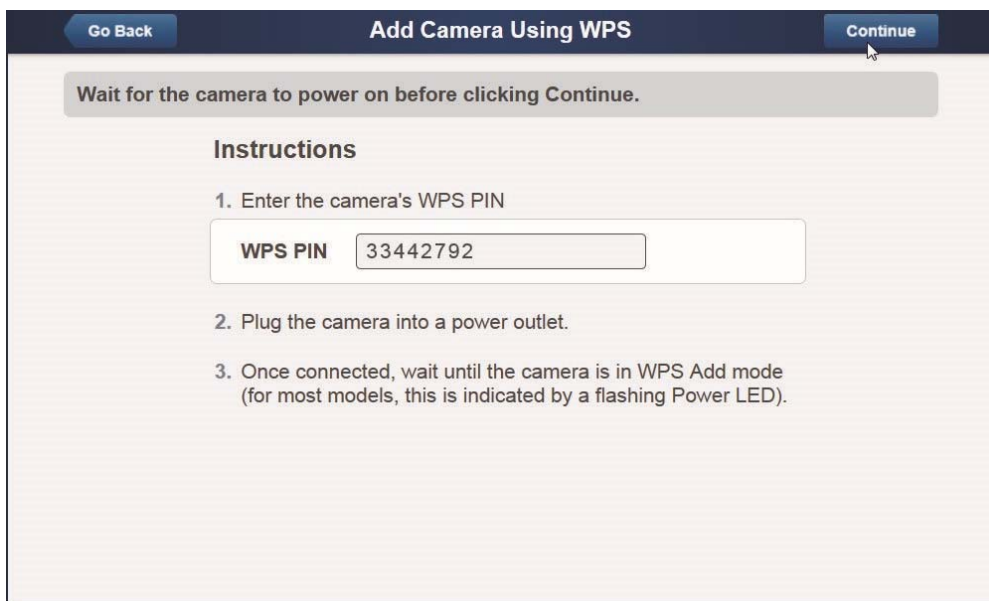 Go Back
Add Camera Using WPS
Continue
Wait for the camera to power on before clicking Continue.
Instructions
1. Enter the camera's WPS PIN
WPS PIN 33442792
2. Plug the camera into a power outlet.
3. Once connected, wait until the camera is in WPS Add mode
(for most models, this is indicated by a flashing Power LED).